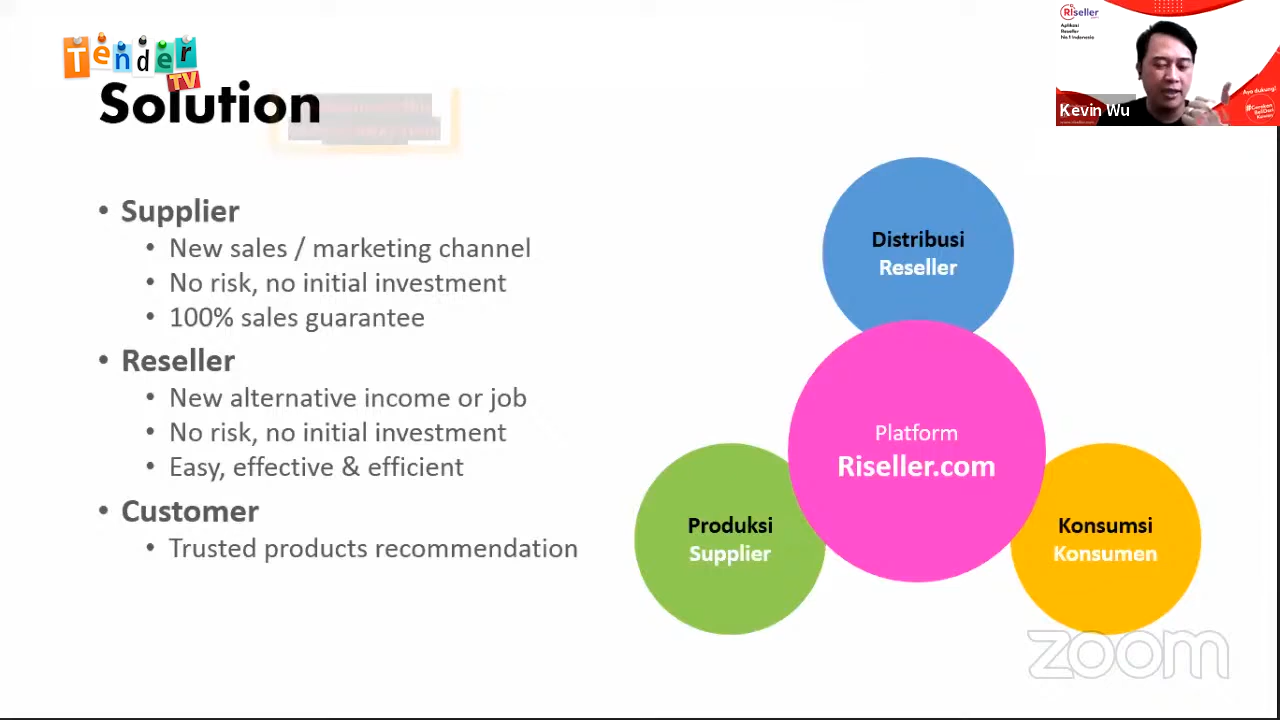 Tender
TV
Solution
• Supplier
• New sales / marketing channel
• No risk, no initial investment
• 100% sales guarantee
• Reseller
• New alternative income or job
• No risk, no initial investment
• Easy, effective & efficient
• Customer
• Trusted products recommendation
Distribusi
Reseller
Platform
Riseller.com
Produksi
Supplier
Konsumsi
Konsumen
Riseller
Aplikasi
Reseller
No 1 Indonesia
Kevin Wu
Ayo dukung!
zoom